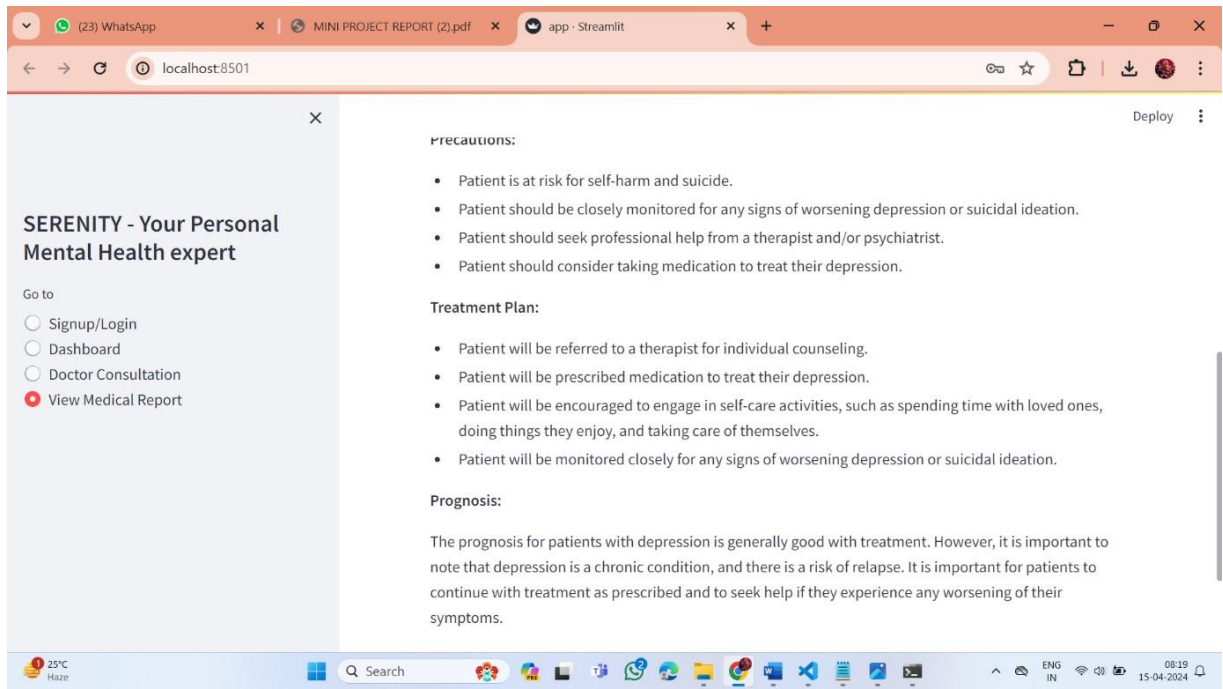 (23) WhatsApp
MINI PROJECT REPORT (2).pdf
app · Streamlit
localhost:8501
Deploy
SERENITY - Your Personal
Mental Health expert
Go to
Signup/Login
Dashboard
Doctor Consultation
View Medical Report
Precautions:
• Patient is at risk for self-harm and suicide.
• Patient should be closely monitored for any signs of worsening depression or suicidal ideation.
• Patient should seek professional help from a therapist and/or psychiatrist.
• Patient should consider taking medication to treat their depression.
Treatment Plan:
• Patient will be referred to a therapist for individual counseling.
• Patient will be prescribed medication to treat their depression.
• Patient will be encouraged to engage in self-care activities, such as spending time with loved ones,
doing things they enjoy, and taking care of themselves.
• Patient will be monitored closely for any signs of worsening depression or suicidal ideation.
Prognosis:
The prognosis for patients with depression is generally good with treatment. However, it is important to
note that depression is a chronic condition, and there is a risk of relapse. It is important for patients to
continue with treatment as prescribed and to seek help if they experience any worsening of their
symptoms.
1
25°C
Haze
Search
ENG
IN
08:19
15-04-2024